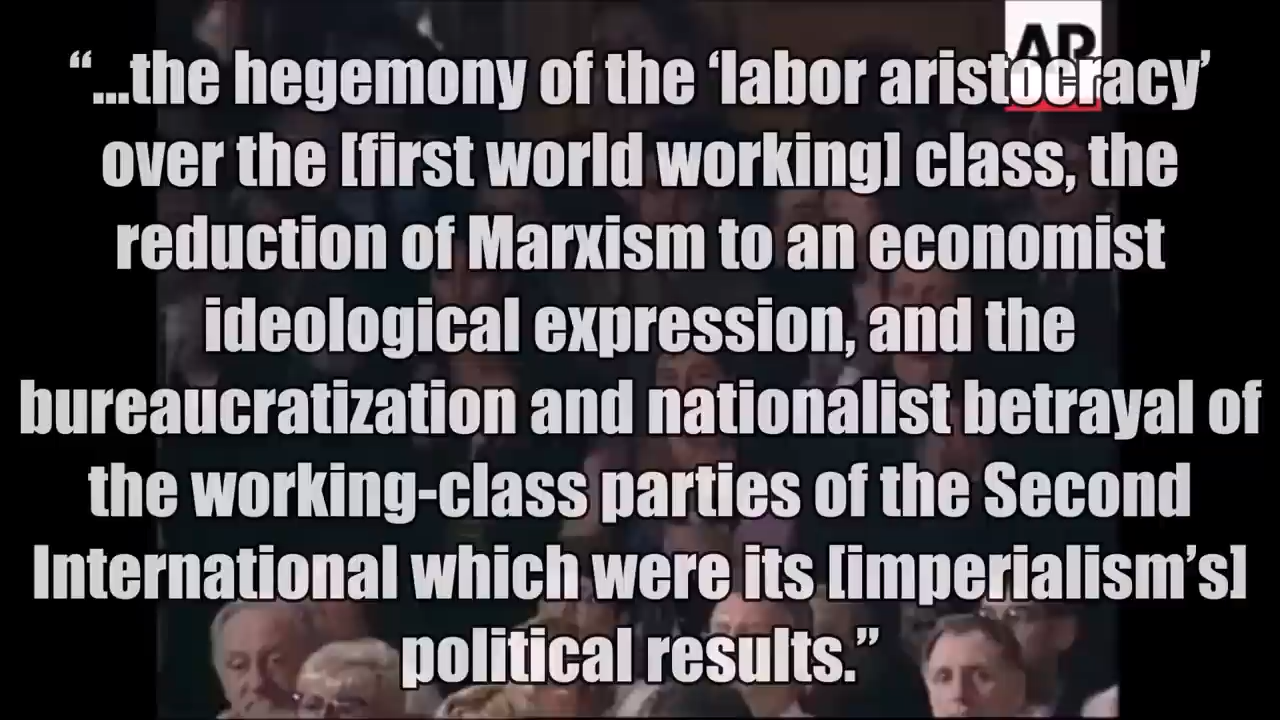 AP
“...the hegemony of the ‘labor aristocracy’
over the [first world working] class, the
reduction of Marxism to an economist
ideological expression, and the
bureaucratization and nationalist betrayal of
the working-class parties of the Second
International which were its [imperialism’s]
political results.”